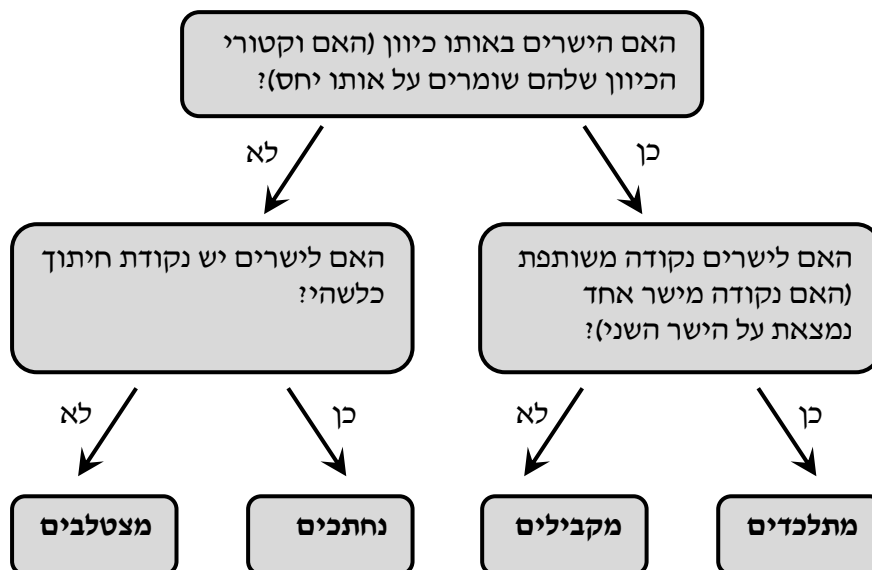 האם הישרים באותו כיוון (האם וקטורי
הכיוון שלהם שומרים על אותו יחס)?
כן
לא
האם לישרים נקודה משותפת
(האם נקודה מישר אחד
נמצאת על הישר השני)?
האם לישרים יש נקודת חיתוך
כלשהי?
כן
לא
כן
לא
מתלכדים
מקבילים
נחתכים
מצטלבים